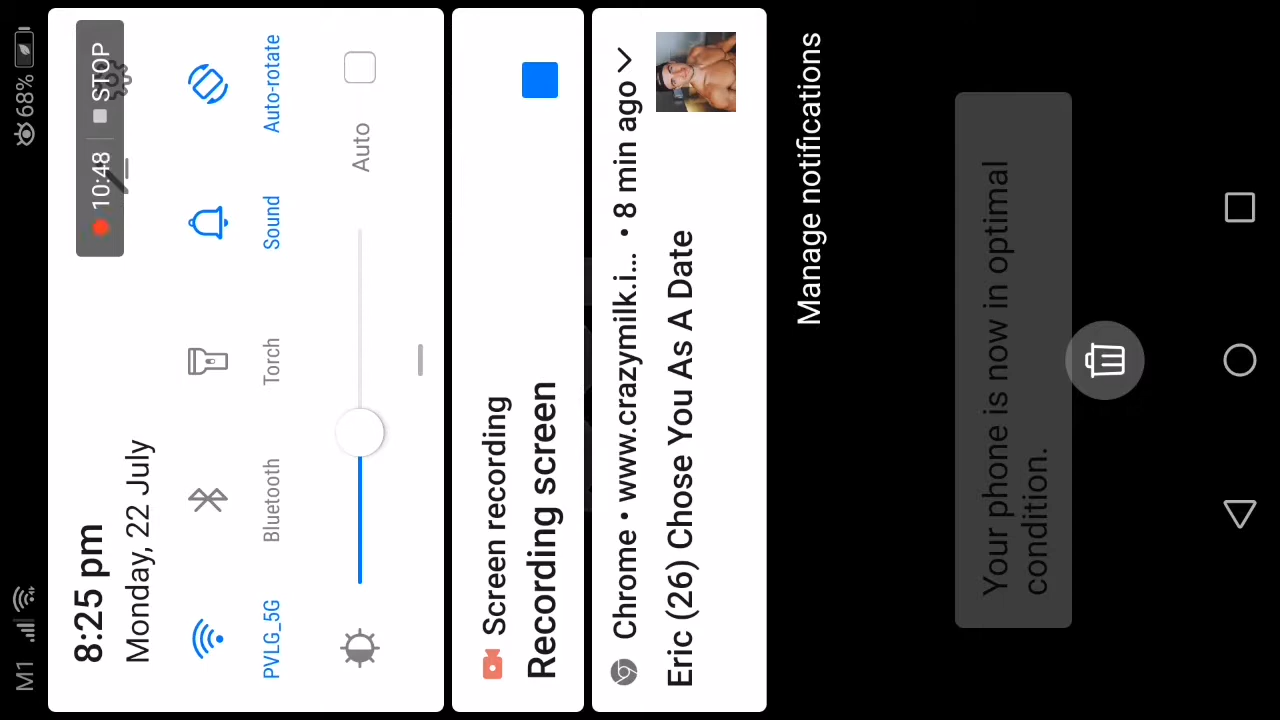 M1
68%
10:48 STOP
8:25 pm
Monday, 22 July
PVLG_5G
Bluetooth
Torch
Sound
Auto-rotate
Auto
Screen recording
Recording screen
Chrome • www.crazymilk.i... • 8 min ago
Eric (26) Chose You As A Date
Manage notifications
Your phone is now in optimal
condition.